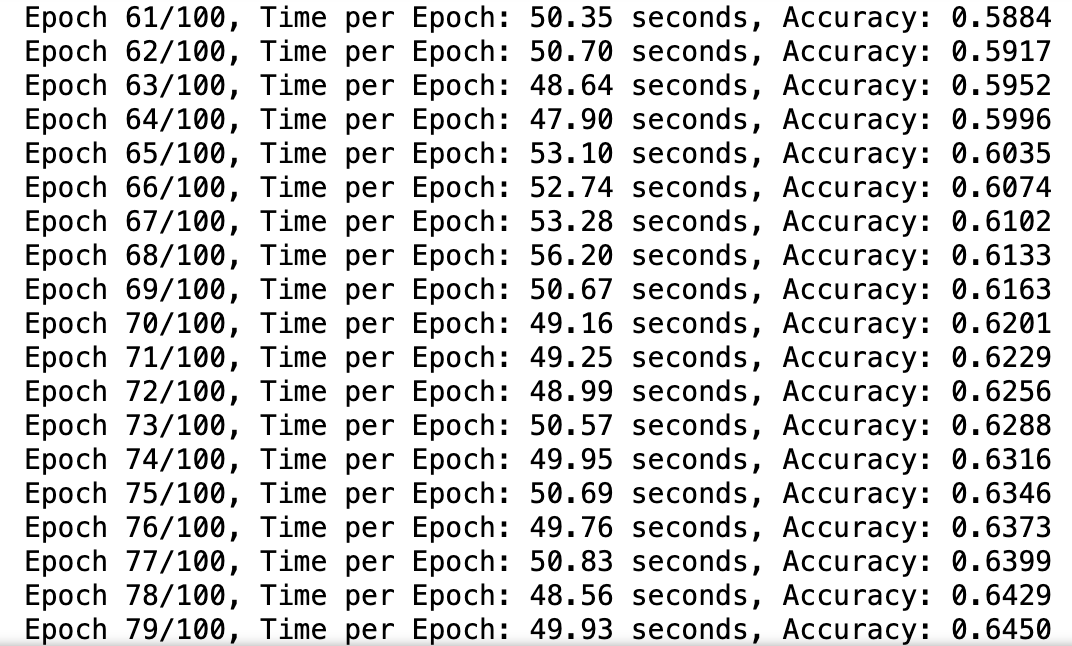 Epoch 61/100, Time per Epoch: 50.35 seconds, Accuracy: 0.5884
Epoch 62/100, Time per Epoch: 50.70 seconds, Accuracy: 0.5917
Epoch 63/100, Time per Epoch: 48.64 seconds, Accuracy: 0.5952
Epoch 64/100, Time per Epoch: 47.90 seconds, Accuracy: 0.5996
Epoch 65/100, Time per Epoch: 53.10 seconds, Accuracy: 0.6035
Epoch 66/100, Time per Epoch: 52.74 seconds, Accuracy: 0.6074
Epoch 67/100, Time per Epoch: 53.28 seconds, Accuracy: 0.6102
Epoch 68/100, Time per Epoch: 56.20 seconds, Accuracy: 0.6133
Epoch 69/100, Time per Epoch: 50.67 seconds, Accuracy: 0.6163
Epoch 70/100, Time per Epoch: 49.16 seconds, Accuracy: 0.6201
Epoch 71/100, Time per Epoch: 49.25 seconds, Accuracy: 0.6229
Epoch 72/100, Time per Epoch: 48.99 seconds, Accuracy: 0.6256
Epoch 73/100, Time per Epoch: 50.57 seconds, Accuracy: 0.6288
Epoch 74/100, Time per Epoch: 49.95 seconds, Accuracy: 0.6316
Epoch 75/100, Time per Epoch: 50.69 seconds, Accuracy: 0.6346
Epoch 76/100, Time per Epoch: 49.76 seconds, Accuracy: 0.6373
Epoch 77/100, Time per Epoch: 50.83 seconds, Accuracy: 0.6399
Epoch 78/100, Time per Epoch: 48.56 seconds, Accuracy: 0.6429
Epoch 79/100, Time per Epoch: 49.93 seconds, Accuracy: 0.6450